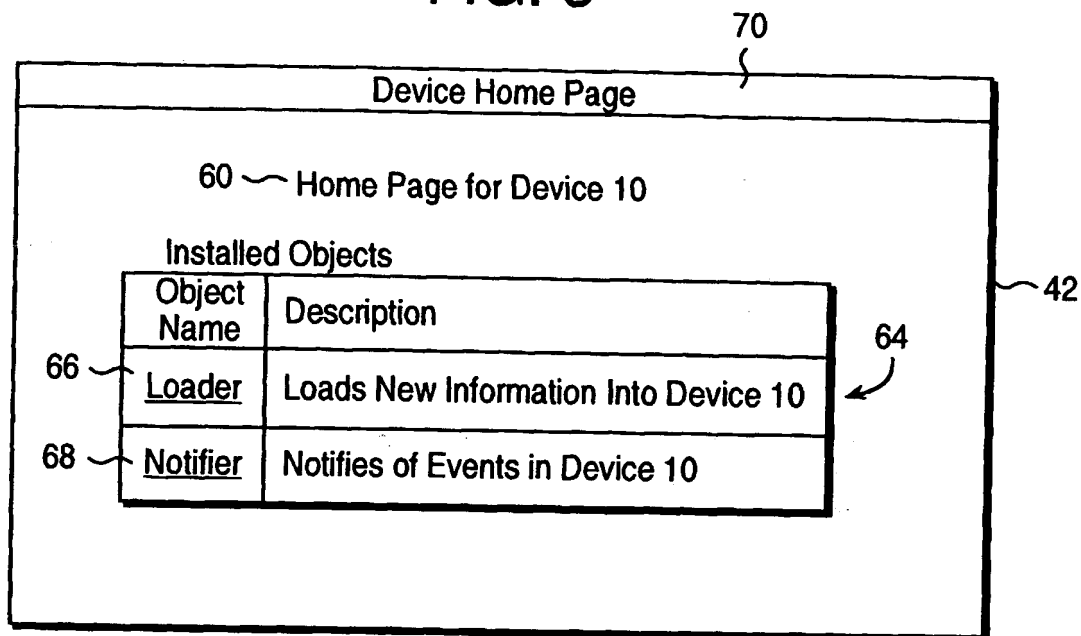 70
Device Home Page
60 Home Page for Device 10
Installed Objects
Object Name Description
42
64
66 Loader Loads New Information Into Device 10
68 Notifier Notifies of Events in Device 10